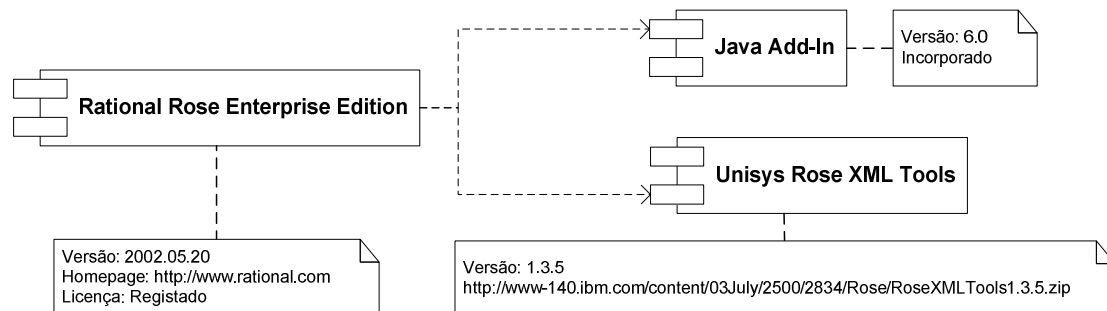 Java Add-In
Versão: 6.0
Incorporado
Rational Rose Enterprise Edition
Unisys Rose XML Tools
Versão: 2002.05.20
Homepage: http://www.rational.com
Licença: Registado
Versão: 1.3.5
http://www-140.ibm.com/content/03July/2500/2834/Rose/RoseXMLTools1.3.5.zip